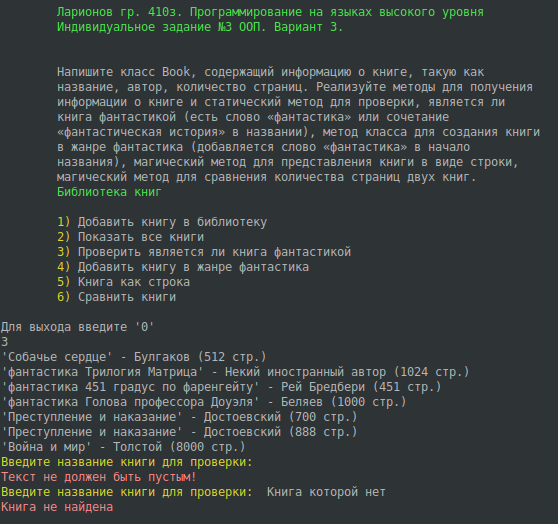 Ларионов гр. 410з. Программирование на языках высокого уровня
Индивидуальное задание №3 ООП. Вариант 3.
Напишите класс Book, содержащий информацию о книге, такую как
название, автор, количество страниц. Реализуйте методы для получения
информации о книге и статический метод для проверки, является ли
книга фантастикой (есть слово «фантастика» или сочетание
«фантастическая история» в названии), метод класса для создания книги
в жанре фантастика (добавляется слово «фантастика» в начало
названия), магический метод для представления книги в виде строки,
магический метод для сравнения количества страниц двух книг.
Библиотека книг
1) Добавить книгу в библиотеку
2) Показать все книги
3) Проверить является ли книга фантастикой
4) Добавить книгу в жанре фантастика
5) Книга как строка
6) Сравнить книги
Для выхода введите '0'
3
'Собачье сердце' - Булгаков (512 стр.)
'фантастика Трилогия Матрица' - Некий иностранный автор (1024 стр.)
'фантастика 451 градус по фаренгейту' - Рей Бредбери (451 стр.)
'фантастика Голова профессора Доуэля' - Беляев (1000 стр.)
'Преступление и наказание' - Достоевский (700 стр.)
'Преступление и наказание' - Достоевский (888 стр.)
'Война и мир' - Толстой (8000 стр.)
Введите название книги для проверки:
Текст не должен быть пустым!
Введите название книги для проверки:  Книга которой нет
Книга не найдена